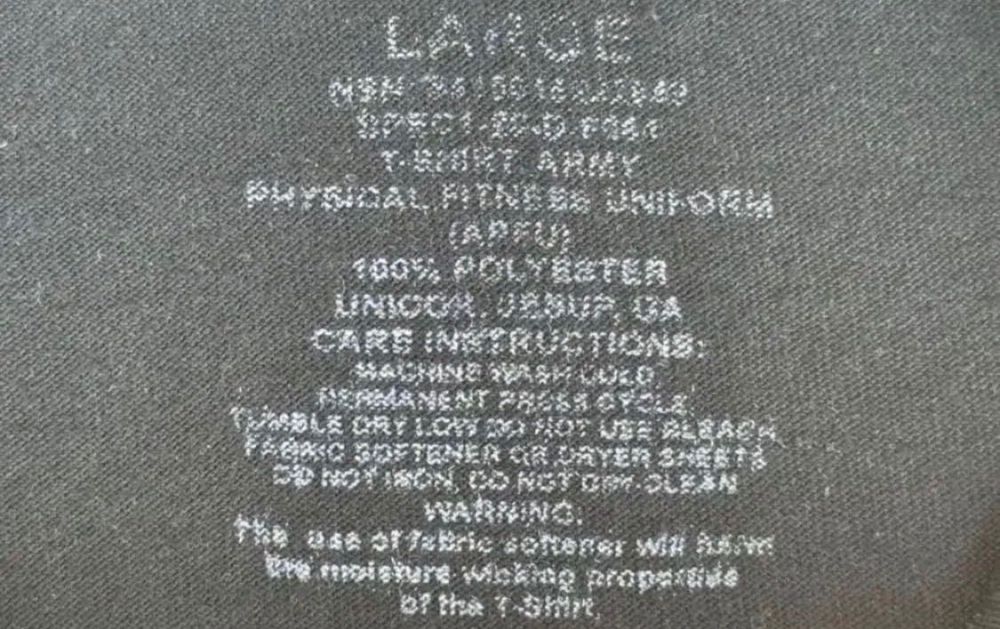 LARGE
NSN:
SPEC
T-SHIRT, ARMY
PHYSICAL FITNESS UNIFORM
(APFU)
100% POLYESTER
UNICOR, JESUP, GA
CARE INSTRUCTIONS:
MACHINE WASH COLD
PERMANENT PRESS CYCLE
TUMBLE DRY LOW DO NOT USE BLEACH,
FABRIC SOFTENER OR DRYER SHEETS
DO NOT IRON, DO NOT DRY-CLEAN
WARNING:
The use of fabric softener will harm
the moisture wicking properties
of the T-Shirt.